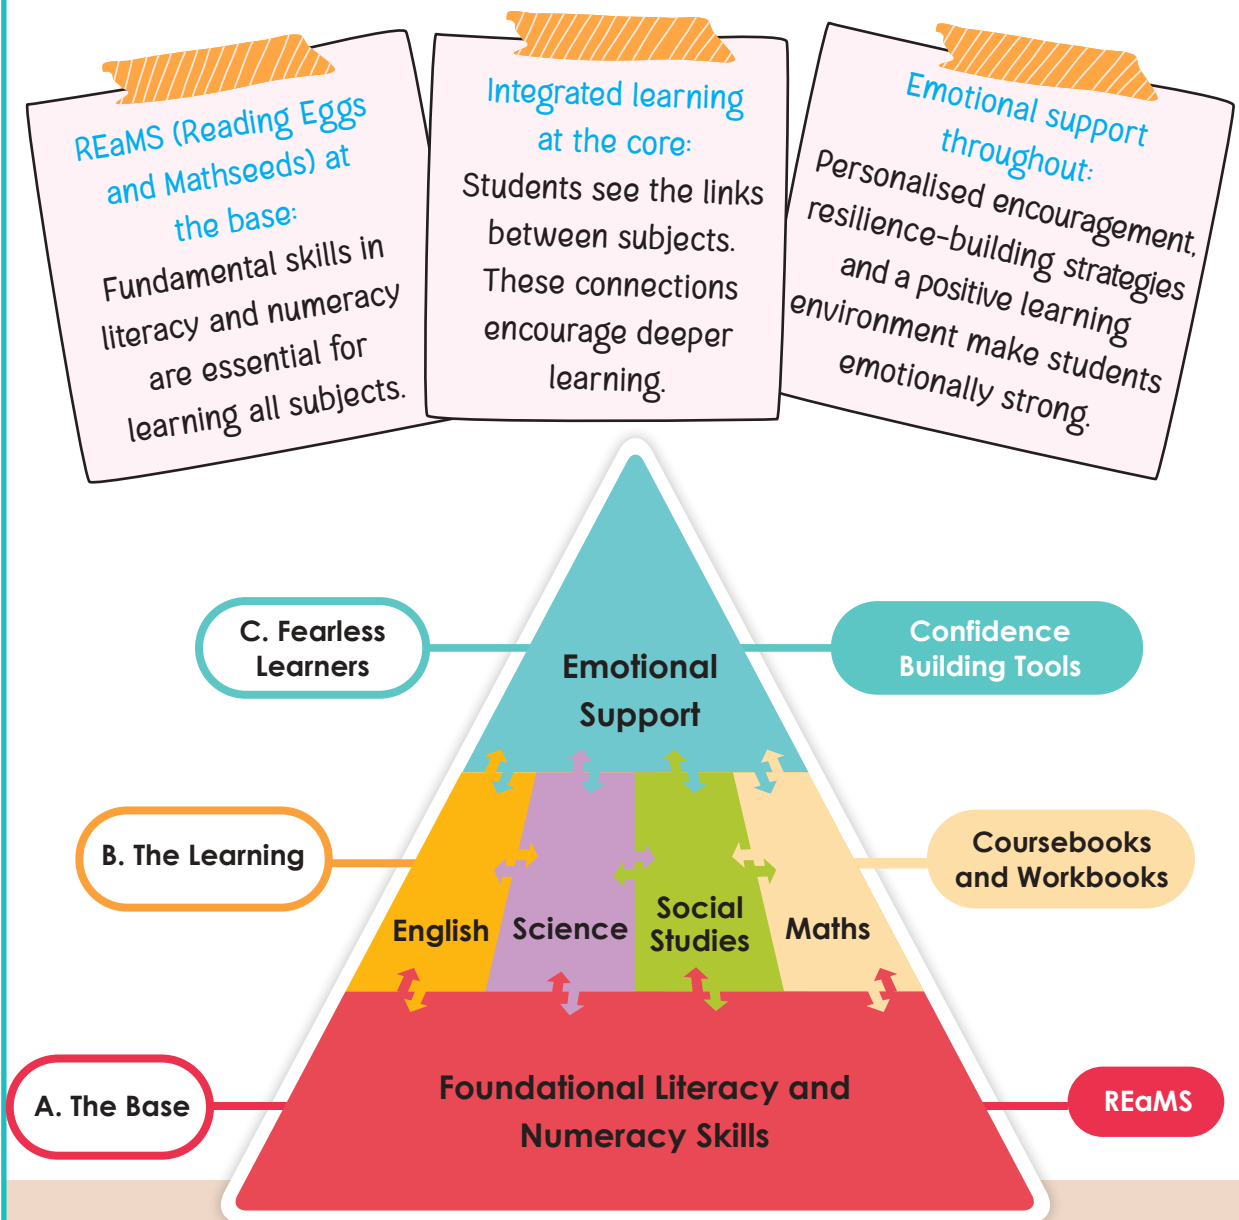 REaMS (Reading Eggs
and Mathseeds) at
the base:
Fundamental skills in
literacy and numeracy
are essential for
learning all subjects.
Integrated learning
at the core:
Students see the links
between subjects.
These connections
encourage deeper
learning.
Emotional support
throughout:
Personalised encouragement,
resilience-building strategies
and a positive learning
environment make students
emotionally strong.
C. Fearless
Learners
Emotional
Support
Confidence
Building Tools
B. The Learning
English
Science
Social
Studies
Maths
Coursebooks
and Workbooks
A. The Base
Foundational Literacy and
Numeracy Skills
REaMS